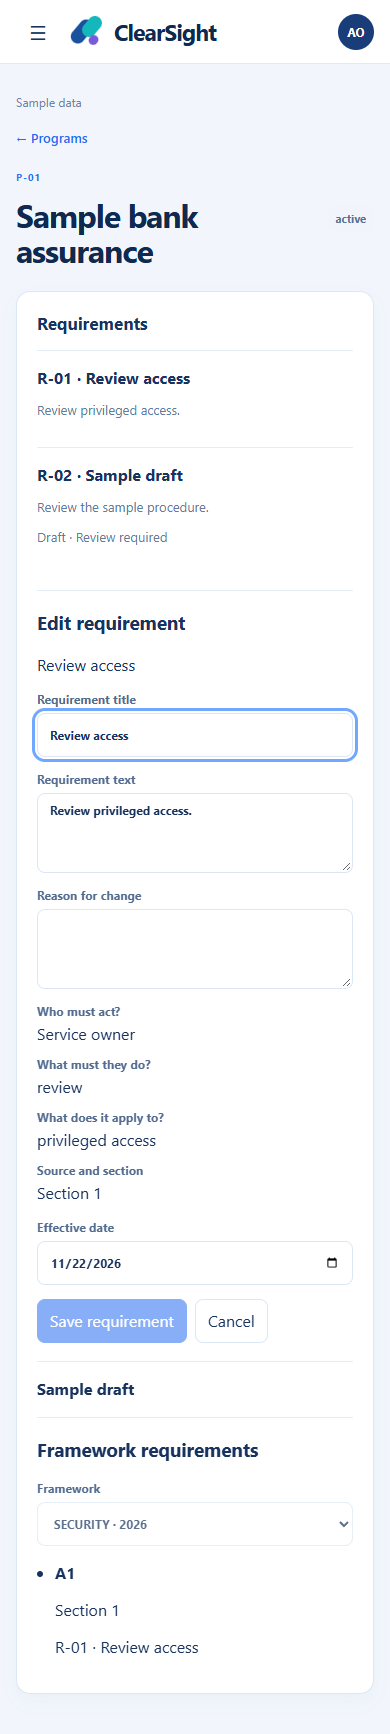 ☰ ClearSight AO
Sample data
← Programs
P-01
Sample bank
assurance
active
Requirements
R-01 · Review access
Review privileged access.
R-02 · Sample draft
Review the sample procedure.
Draft · Review required
Edit requirement
Review access
Requirement title
Review access
Requirement text
Review privileged access.
Reason for change
Who must act?
Service owner
What must they do?
review
What does it apply to?
privileged access
Source and section
Section 1
Effective date
11/22/2026
Save requirement Cancel
Sample draft
Framework requirements
Framework
SECURITY · 2026
• A1
Section 1
R-01 · Review access